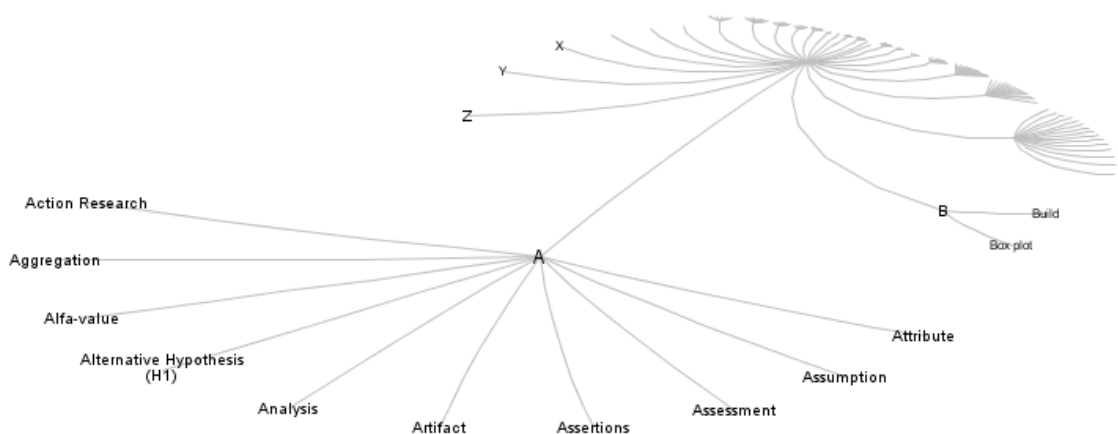 X
Y
Z
Action Research
B
Build
Box plot
A
Aggregation
Alfa-value
Attribute
Alternative Hypothesis
(H1)
Assumption
Analysis
Assessment
Artifact
Assertions